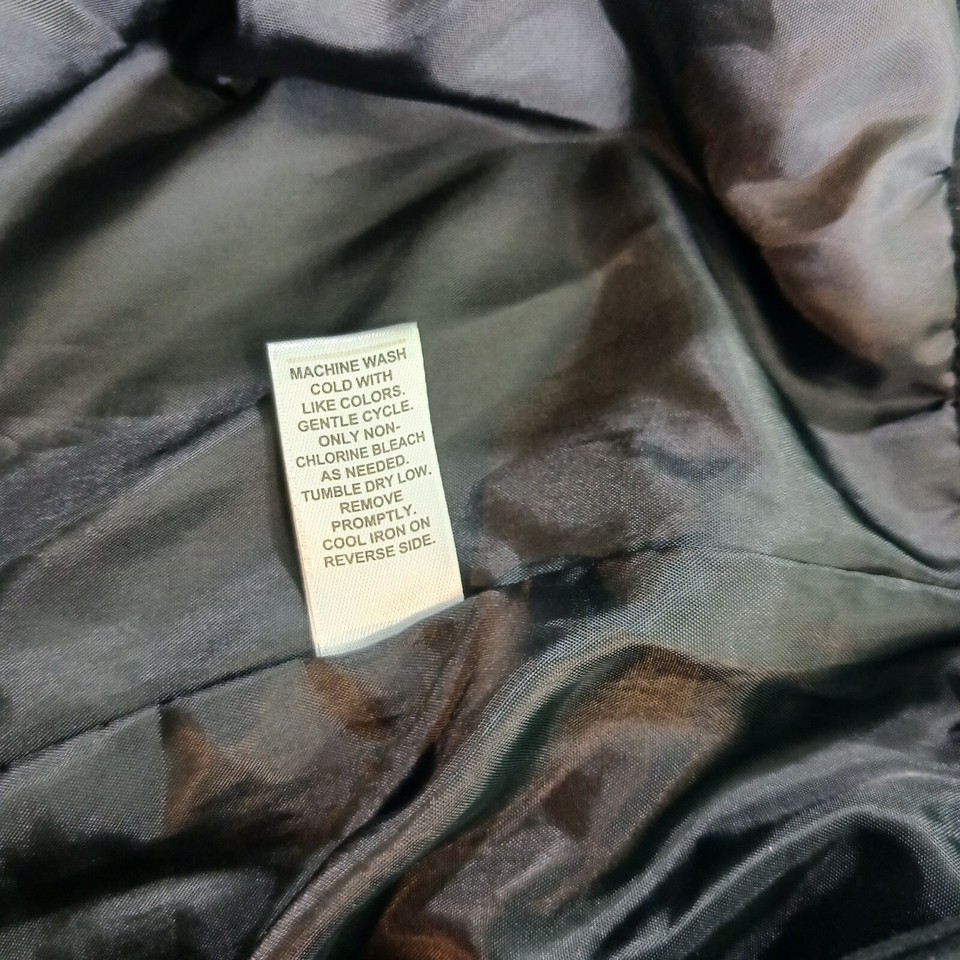 MACHINE WASH
COLD WITH
LIKE COLORS.
GENTLE CYCLE.
ONLY NON-
CHLORINE BLEACH
AS NEEDED.
TUMBLE DRY LOW.
REMOVE
PROMPTLY.
COOL IRON ON
REVERSE SIDE.